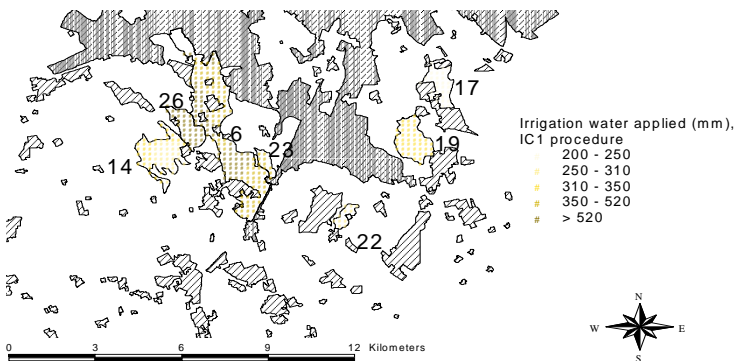 17
26
6
19
23
14
22
Irrigation water applied (mm),
IC1 procedure
200 - 250
# 250 - 310
# 310 - 350
# 350 - 520
# > 520
0 3 6 9 12 Kilometers
N
W E
S